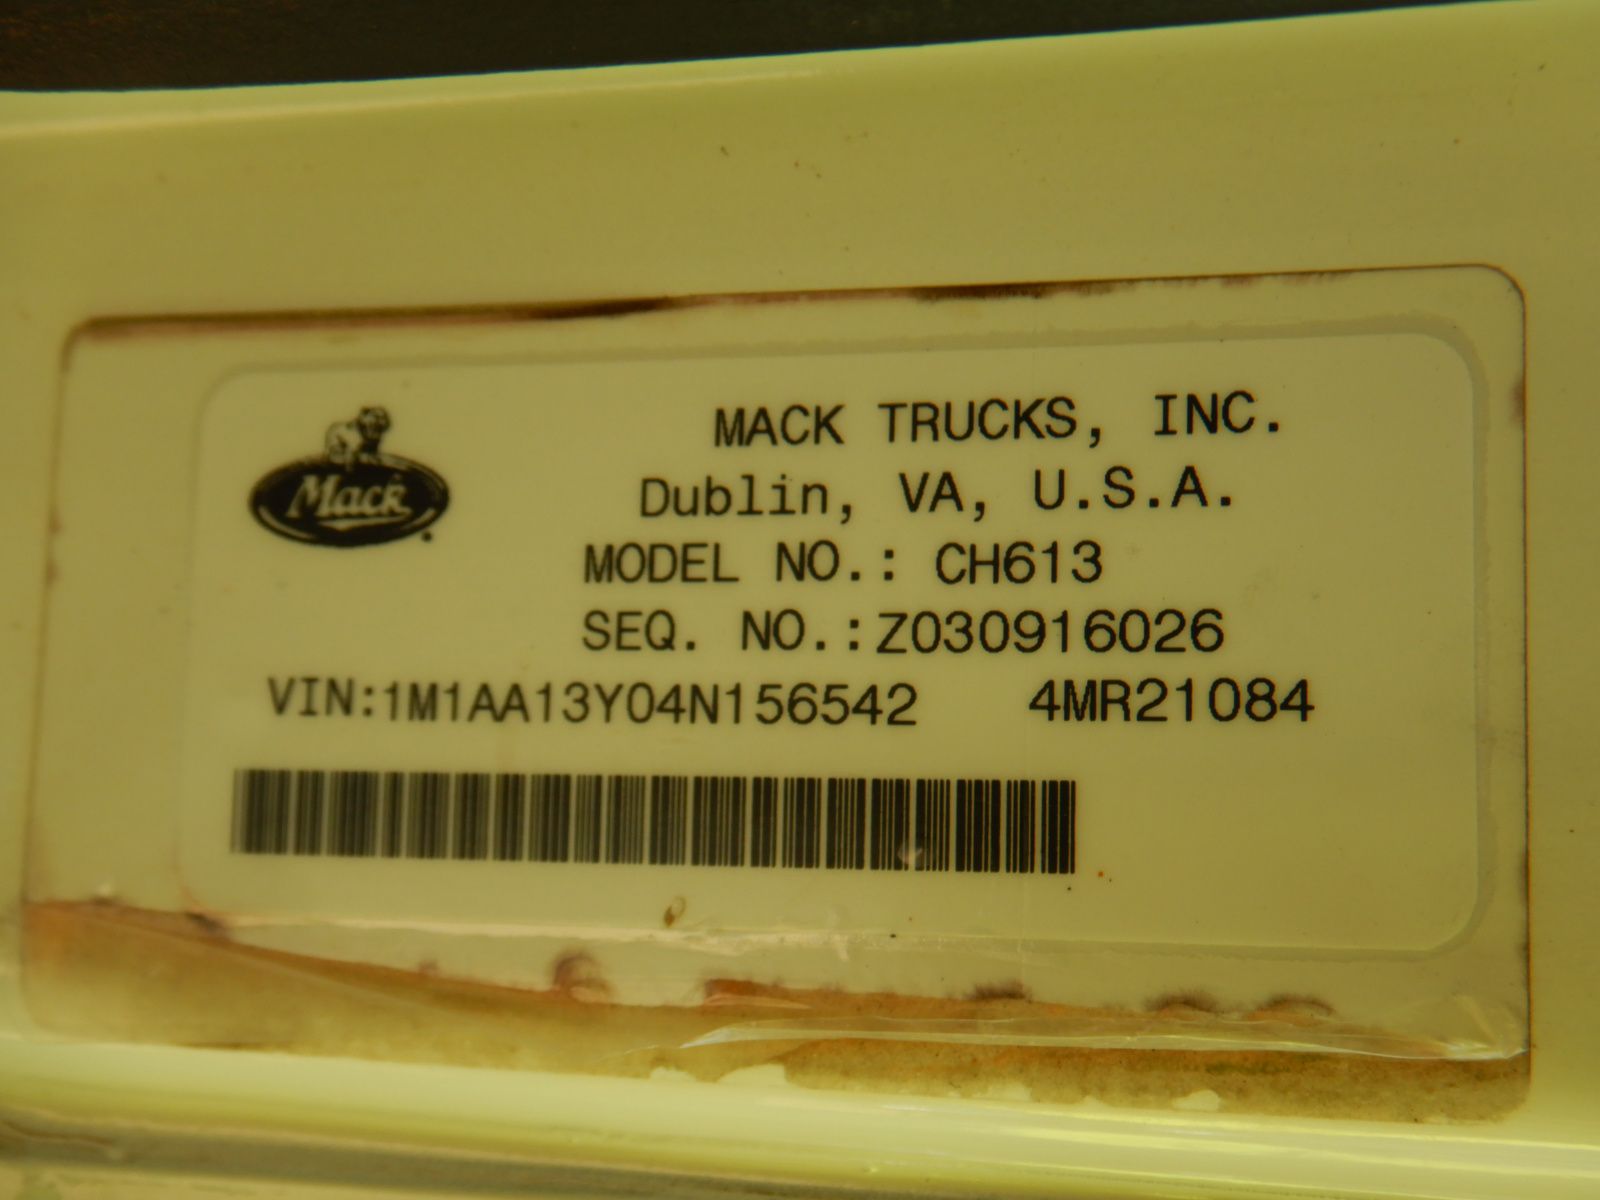 Mack
MACK TRUCKS, INC.
Dublin, VA, U.S.A.
MODEL NO.: CH613
SEQ. NO.:Z030916026
VIN:1M1AA13Y04N156542 4MR21084